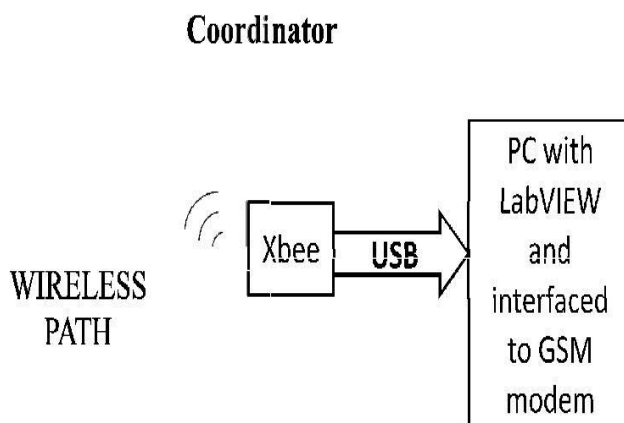 Coordinator
WIRELESS
PATH
Xbee
USB
PC with
LabVIEW
and
interfaced
to GSM
modem